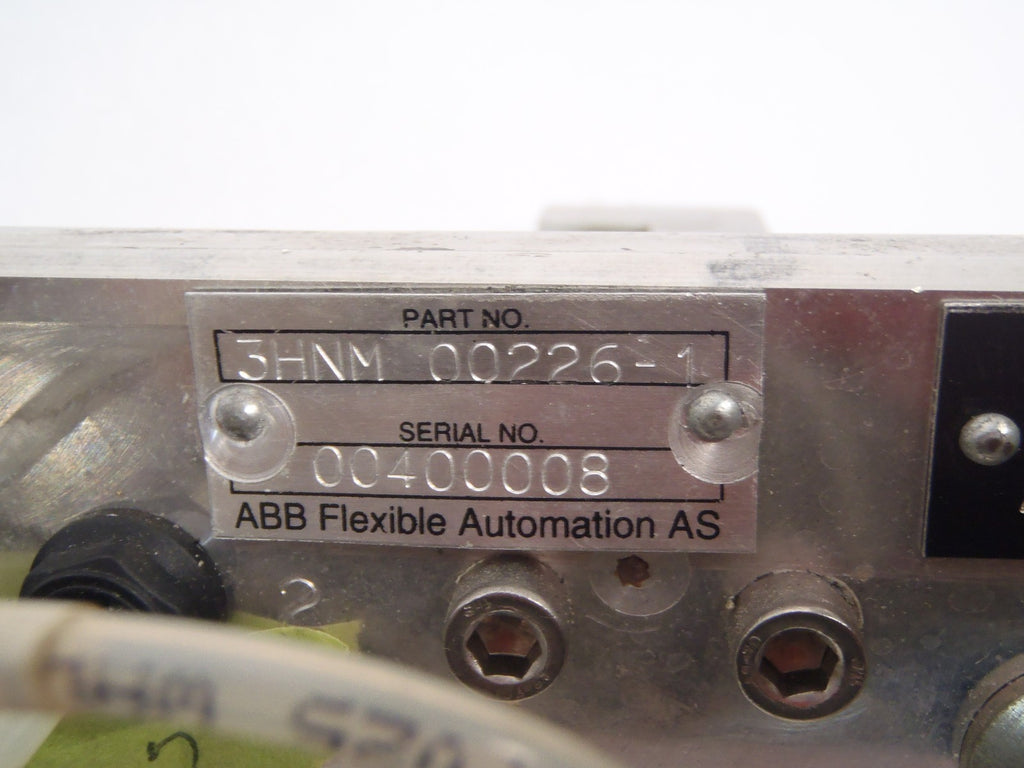 PART NO.
3HNM 00226-1
SERIAL NO.
00400008
ABB Flexible Automation AS
2